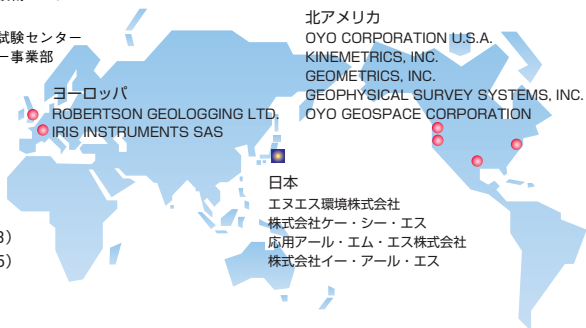 試験センター
ー事業部
ヨーロッパ
ROBERTSON GEOLOGGING LTD.
IRIS INSTRUMENTS SAS
北アメリカ
OYO CORPORATION U.S.A.
KINEMETRICS, INC.
GEOMETRICS, INC.
GEOPHYSICAL SURVEY SYSTEMS, INC.
OYO GEOSPACE CORPORATION
日本
エヌエス環境株式会社
株式会社ケー・シー・エス
応用アール・エム・エス株式会社
株式会社イー・アール・エス